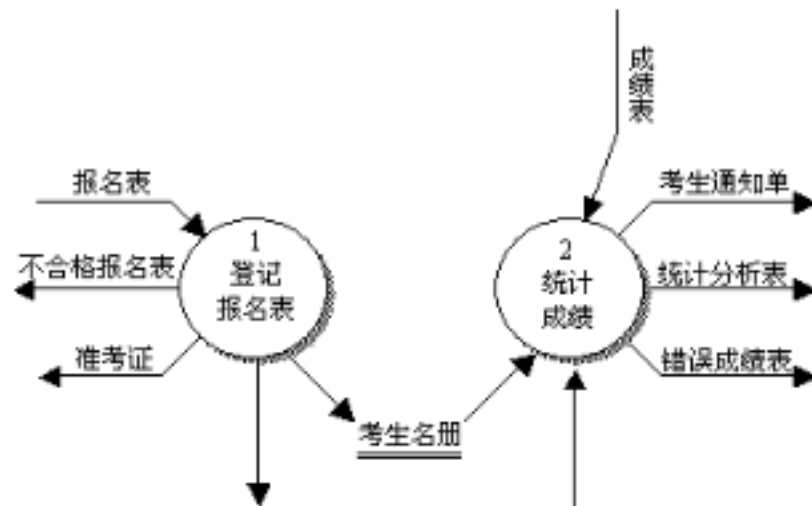 成绩表
报名表
考生通知单
1
登记
报名表
2
统计
成绩
不合格报名表
统计分析表
准考证
错误成绩表
考生名册